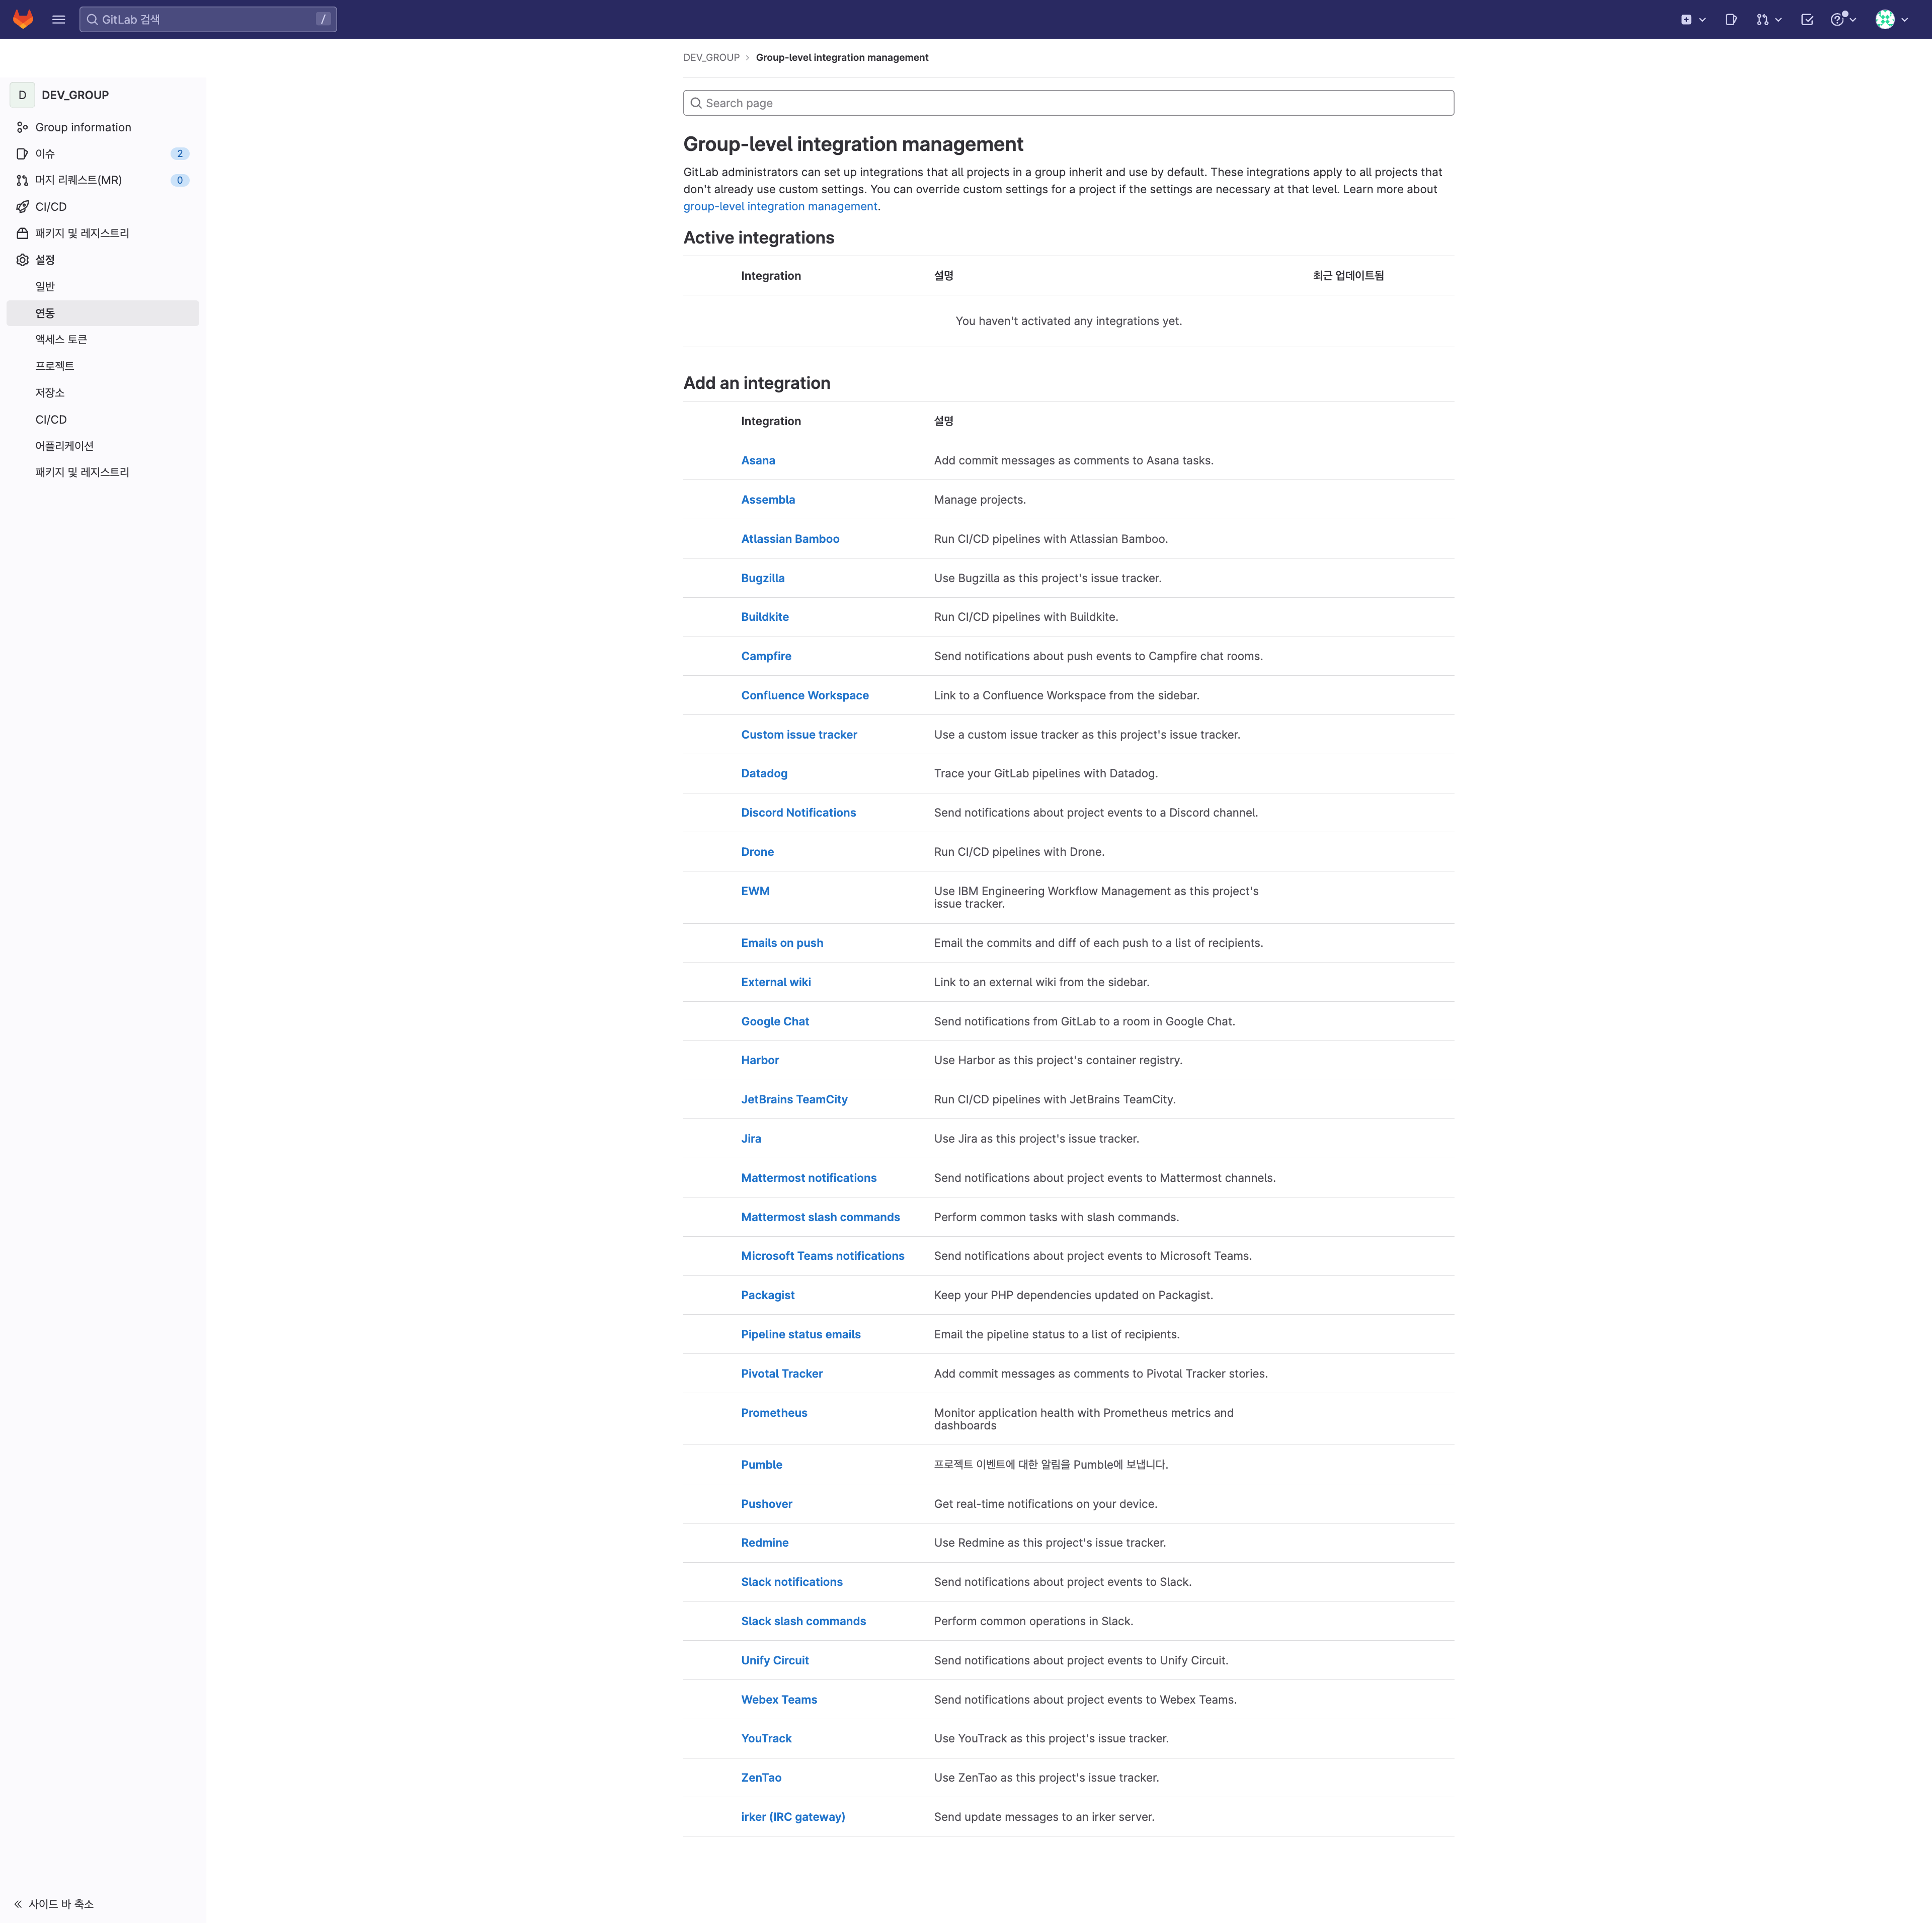 GitLab 검색 /
DEV_GROUP › Group-level integration management
D DEV_GROUP
Group information
이슈 2
머지 리퀘스트(MR) 0
CI/CD
패키지 및 레지스트리
설정
일반
연동
액세스 토큰
프로젝트
저장소
CI/CD
어플리케이션
패키지 및 레지스트리
Search page
Group-level integration management
GitLab administrators can set up integrations that all projects in a group inherit and use by default. These integrations apply to all projects that
don't already use custom settings. You can override custom settings for a project if the settings are necessary at that level. Learn more about
group-level integration management.
Active integrations
Integration 설명 최근 업데이트됨
You haven't activated any integrations yet.
Add an integration
Integration 설명
Asana Add commit messages as comments to Asana tasks.
Assembla Manage projects.
Atlassian Bamboo Run CI/CD pipelines with Atlassian Bamboo.
Bugzilla Use Bugzilla as this project's issue tracker.
Buildkite Run CI/CD pipelines with Buildkite.
Campfire Send notifications about push events to Campfire chat rooms.
Confluence Workspace Link to a Confluence Workspace from the sidebar.
Custom issue tracker Use a custom issue tracker as this project's issue tracker.
Datadog Trace your GitLab pipelines with Datadog.
Discord Notifications Send notifications about project events to a Discord channel.
Drone Run CI/CD pipelines with Drone.
EWM Use IBM Engineering Workflow Management as this project's
issue tracker.
Emails on push Email the commits and diff of each push to a list of recipients.
External wiki Link to an external wiki from the sidebar.
Google Chat Send notifications from GitLab to a room in Google Chat.
Harbor Use Harbor as this project's container registry.
JetBrains TeamCity Run CI/CD pipelines with JetBrains TeamCity.
Jira Use Jira as this project's issue tracker.
Mattermost notifications Send notifications about project events to Mattermost channels.
Mattermost slash commands Perform common tasks with slash commands.
Microsoft Teams notifications Send notifications about project events to Microsoft Teams.
Packagist Keep your PHP dependencies updated on Packagist.
Pipeline status emails Email the pipeline status to a list of recipients.
Pivotal Tracker Add commit messages as comments to Pivotal Tracker stories.
Prometheus Monitor application health with Prometheus metrics and
dashboards
Pumble 프로젝트 이벤트에 대한 알림을 Pumble에 보냅니다.
Pushover Get real-time notifications on your device.
Redmine Use Redmine as this project's issue tracker.
Slack notifications Send notifications about project events to Slack.
Slack slash commands Perform common operations in Slack.
Unify Circuit Send notifications about project events to Unify Circuit.
Webex Teams Send notifications about project events to Webex Teams.
YouTrack Use YouTrack as this project's issue tracker.
ZenTao Use ZenTao as this project's issue tracker.
irker (IRC gateway) Send update messages to an irker server.
사이드 바 축소